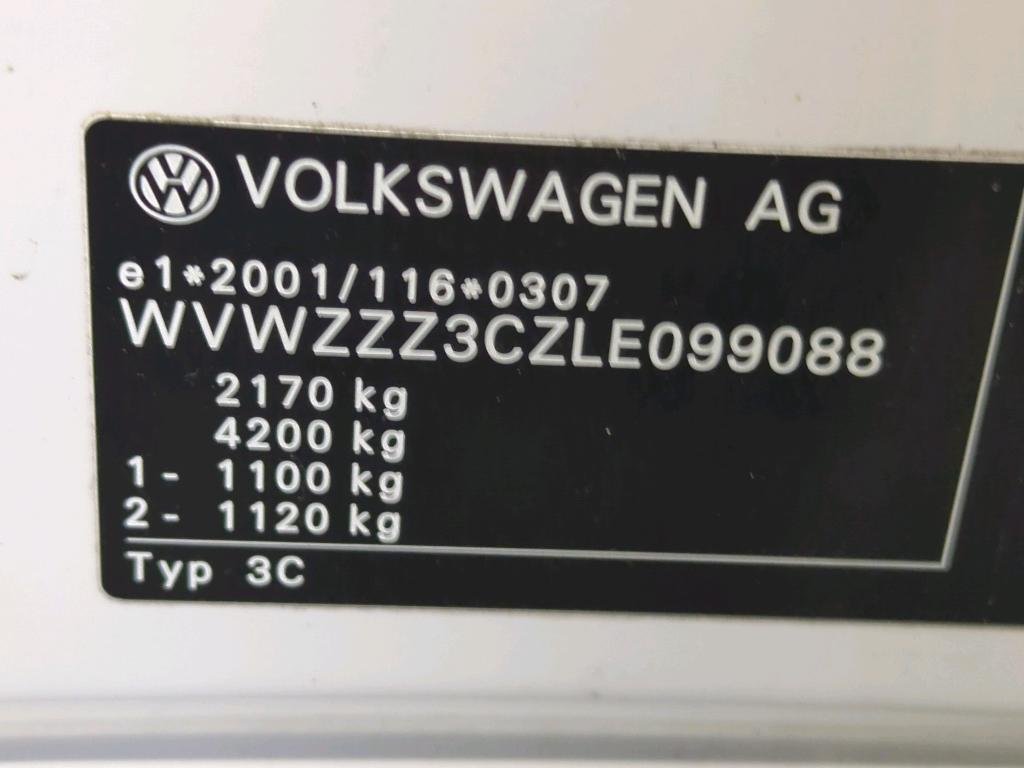 VOLKSWAGEN AG
e1*2001/116*0307
WVWZZZ3CZLE099088
2170 kg
4200 kg
1- 1100 kg
2- 1120 kg
Typ 3C